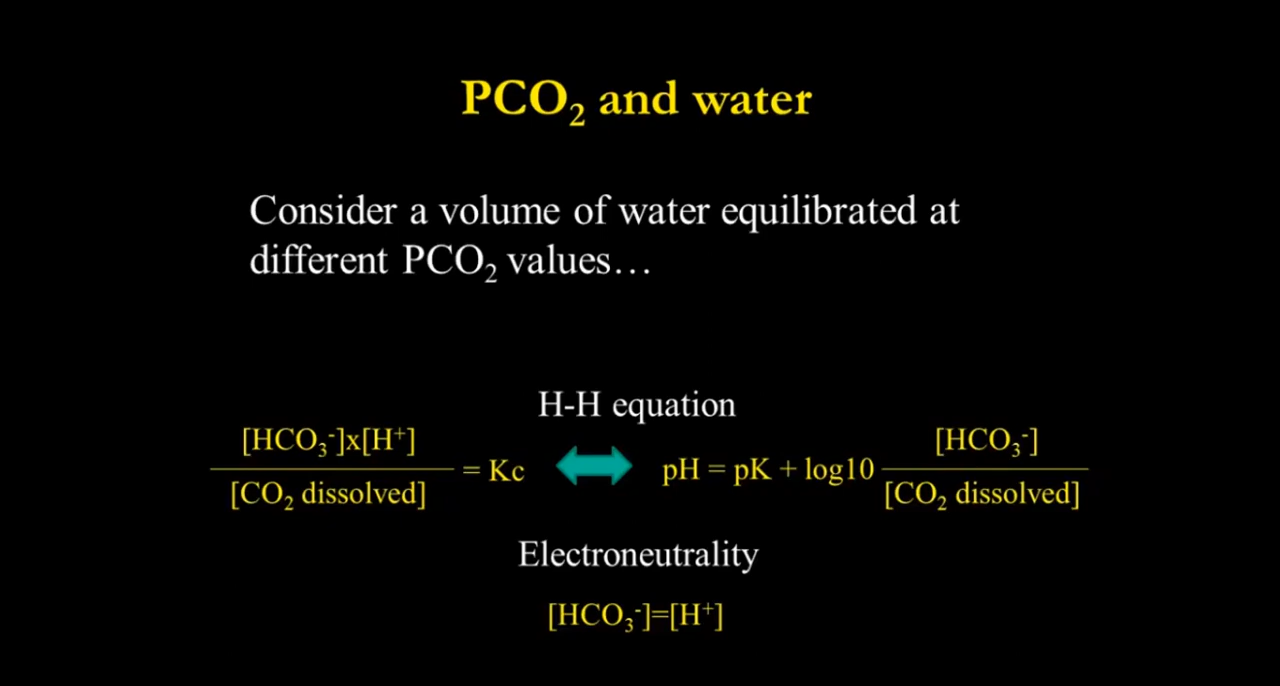 PCO₂ and water
Consider a volume of water equilibrated at
different PCO₂ values…
H-H equation
[HCO₃⁻]x[H⁺]
[CO₂ dissolved]
= Kc
pH = pK + log10
[HCO₃⁻]
[CO₂ dissolved]
Electroneutrality
[HCO₃⁻]=[H⁺]